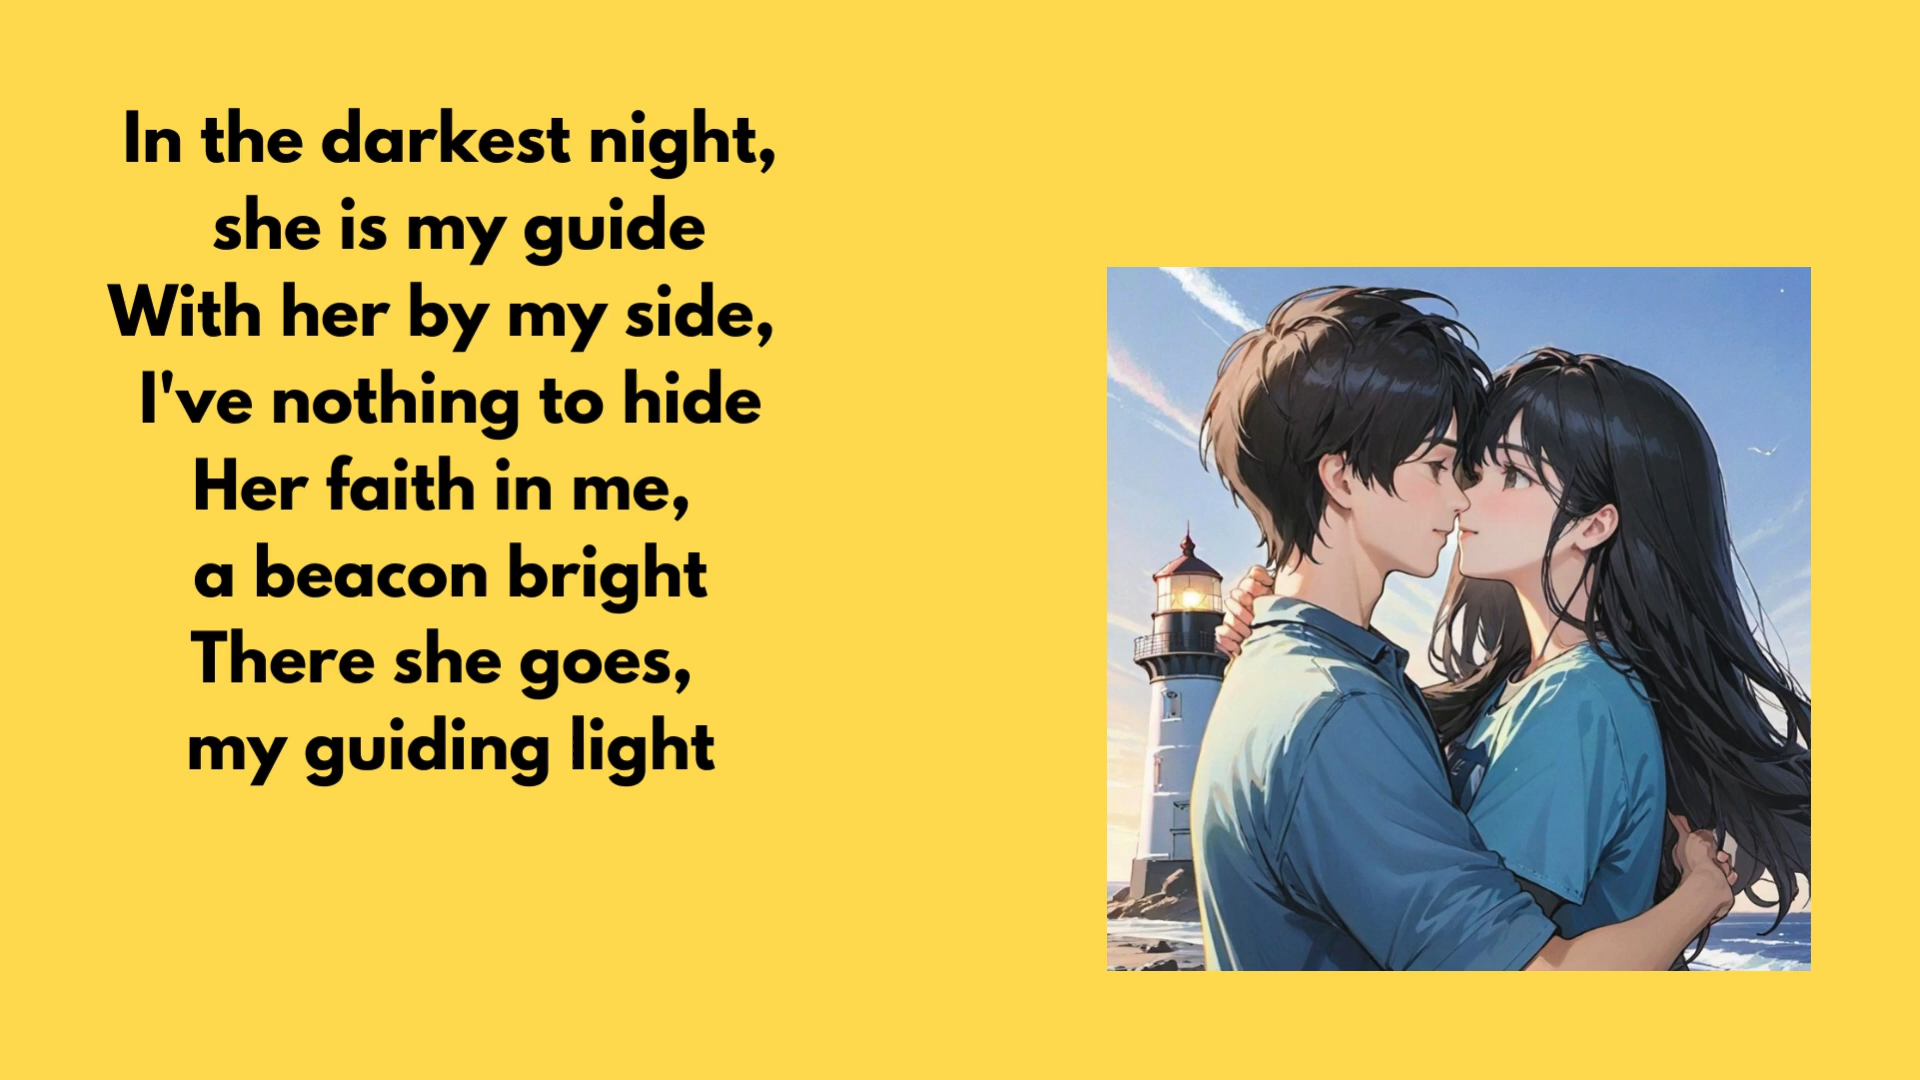 In the darkest night,
she is my guide
With her by my side,
I've nothing to hide
Her faith in me,
a beacon bright
There she goes,
my guiding light